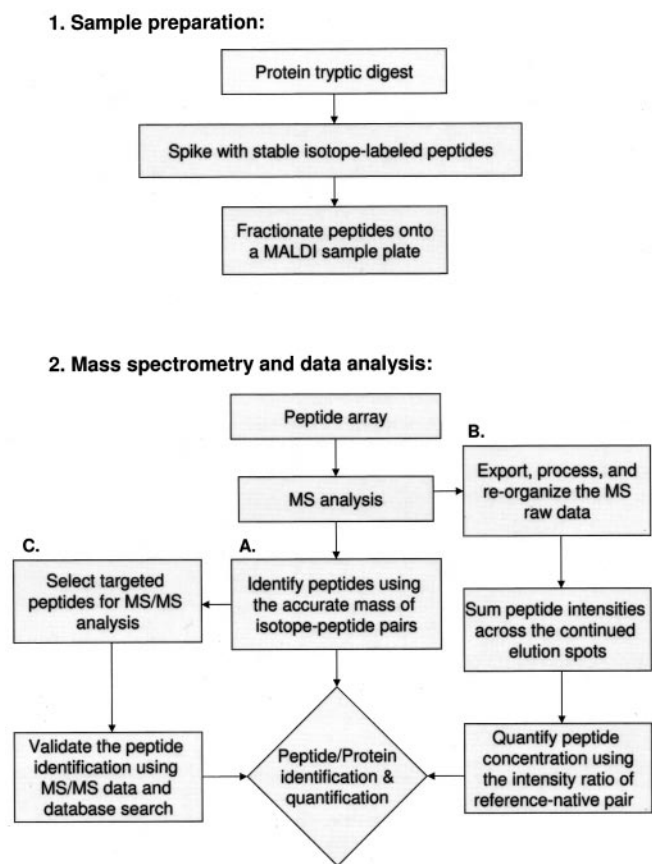 1. Sample preparation:
Protein tryptic digest
Spike with stable isotope-labeled peptides
Fractionate peptides onto
a MALDI sample plate
2. Mass spectrometry and data analysis:
Peptide array
MS analysis
B.
Export, process, and
re-organize the MS
raw data
A.
Identify peptides using
the accurate mass of
isotope-peptide pairs
C.
Select targeted
peptides for MS/MS
analysis
Sum peptide intensities
across the continued
elution spots
Validate the peptide
identification using
MS/MS data and
database search
Peptide/Protein
identification &
quantification
Quantify peptide
concentration using
the intensity ratio of
reference-native pair